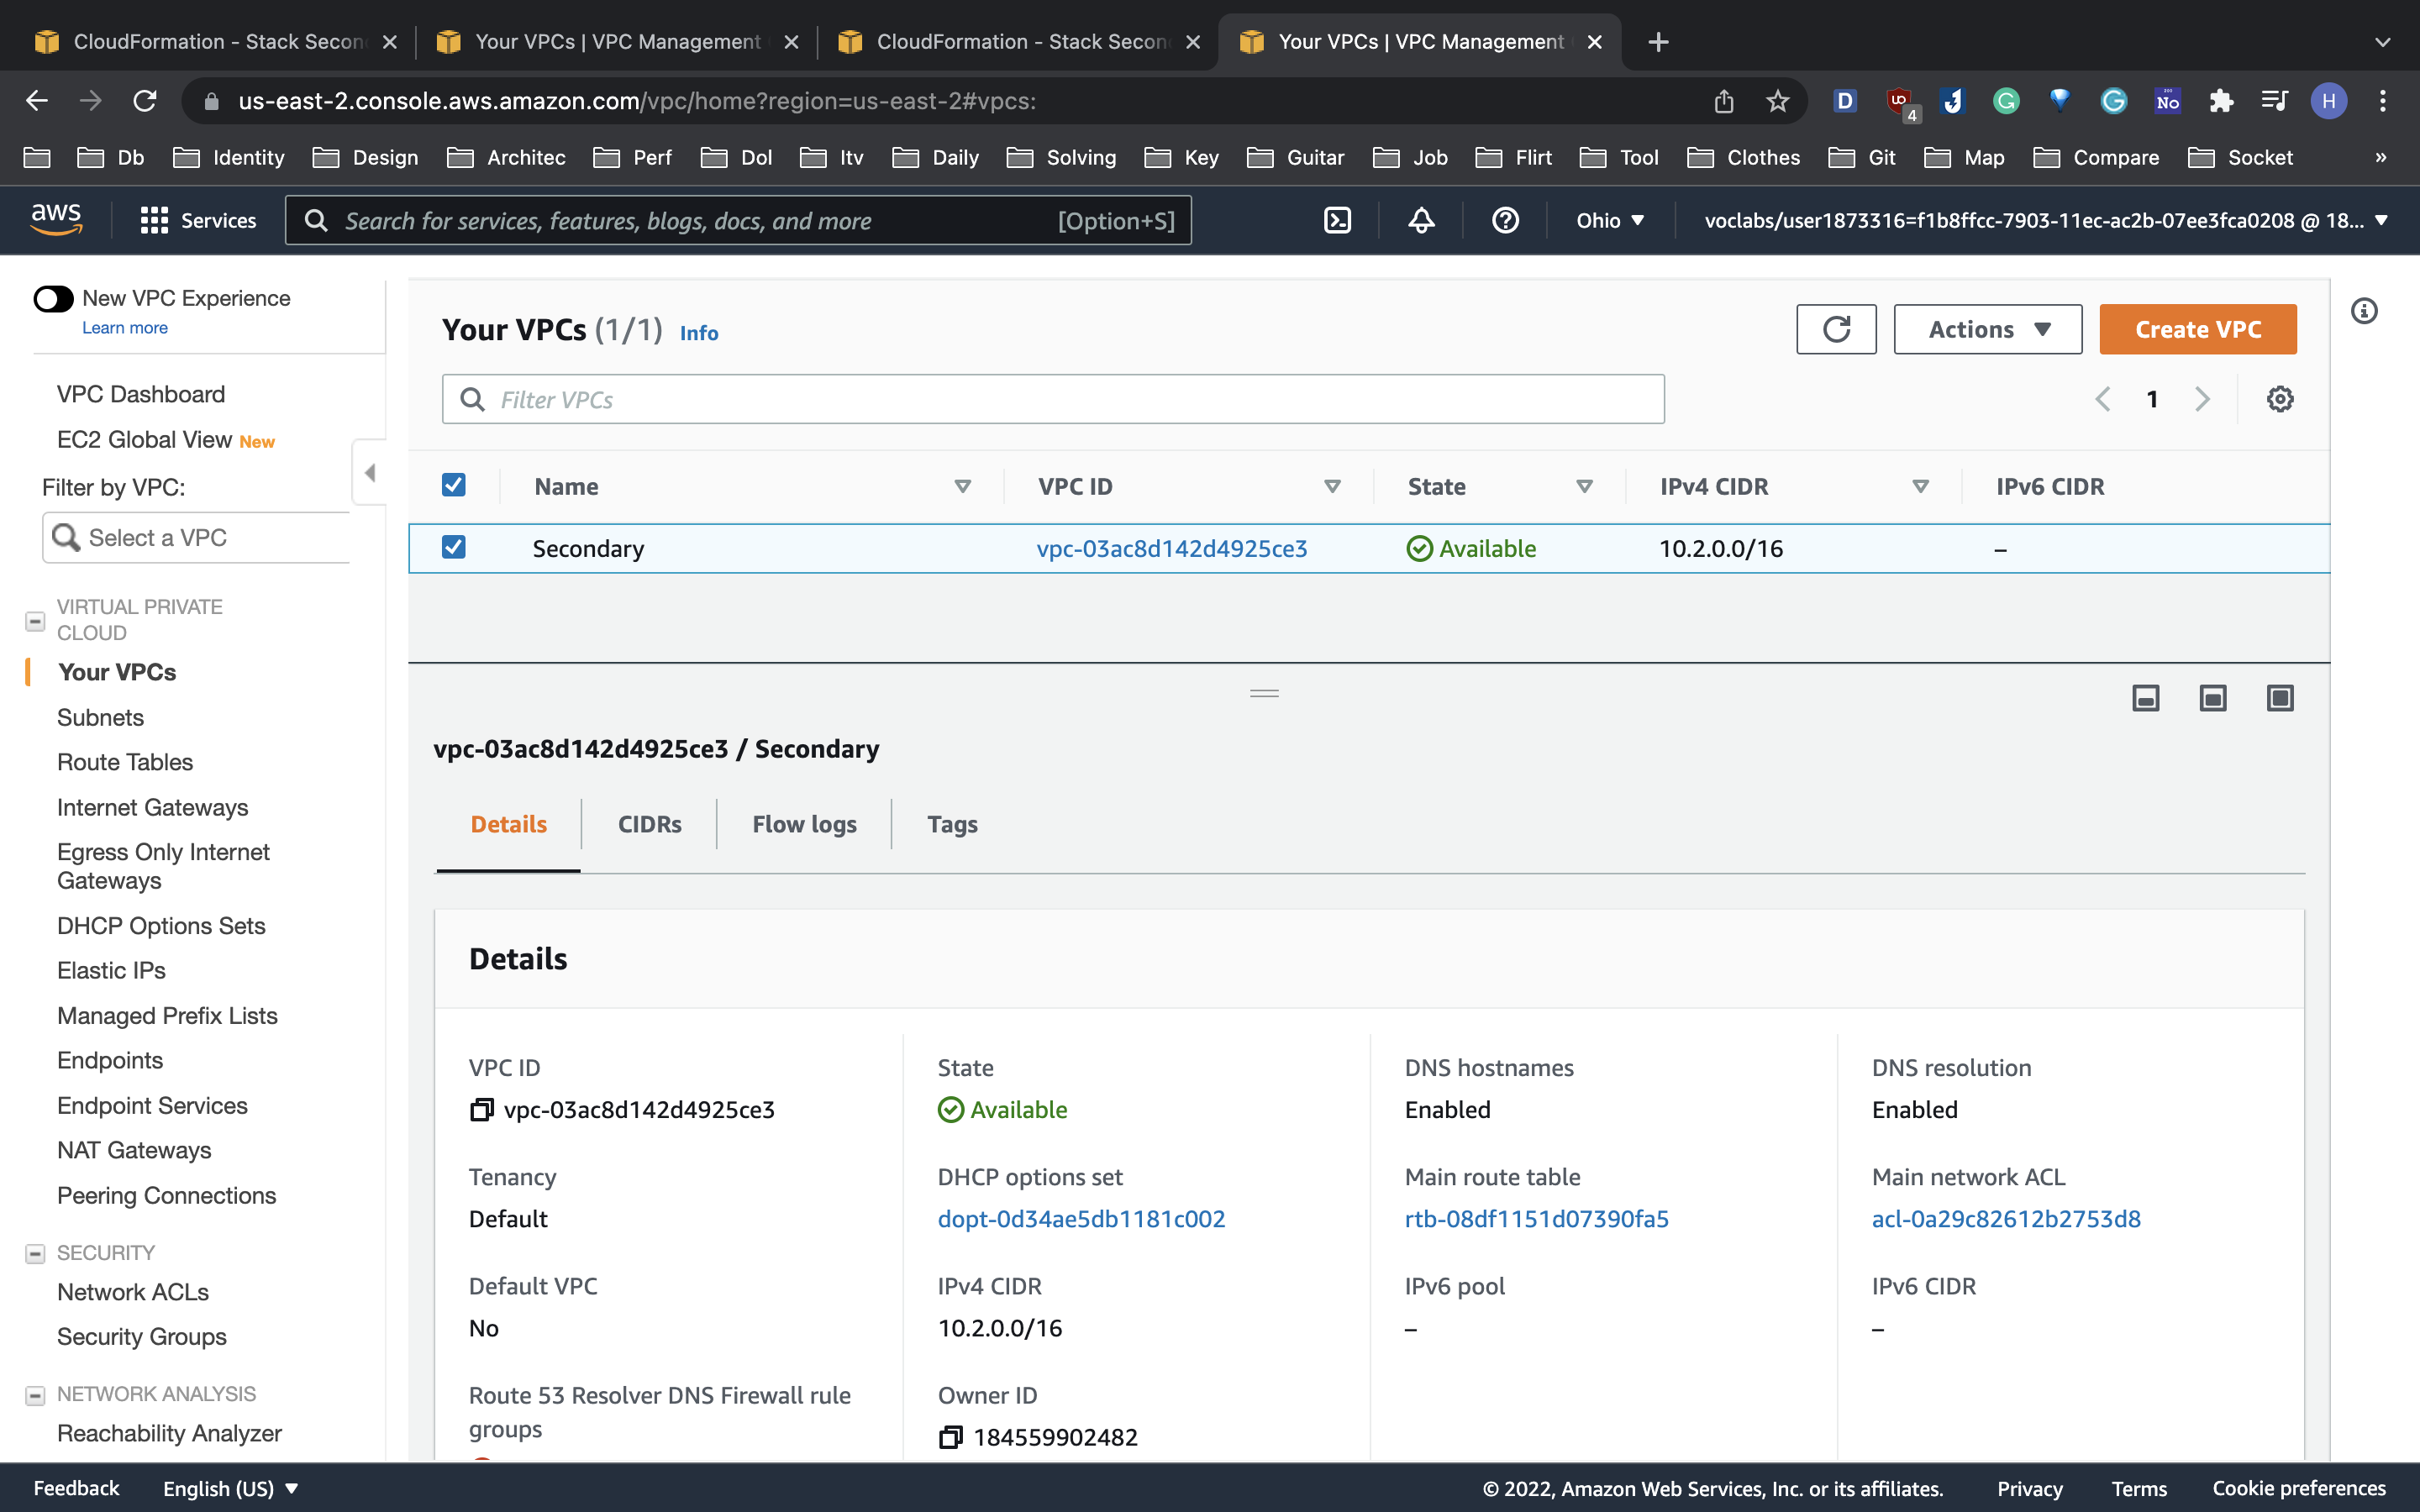 CloudFormation - Stack Secon
Your VPCs | VPC Management
CloudFormation - Stack Secon
Your VPCs | VPC Management
us-east-2.console.aws.amazon.com/vpc/home?region=us-east-2#vpcs:
D
UD
4
G
G
No
H
Db
Identity
Design
Architec
Perf
Dol
Itv
Daily
Solving
Key
Guitar
Job
Flirt
Tool
Clothes
Git
Map
Compare
Socket
»
aws
Services
Search for services, features, blogs, docs, and more
[Option+S]
Ohio
voclabs/user1873316=f1b8ffcc-7903-11ec-ac2b-07ee3fca0208 @ 18...
New VPC Experience
Learn more
VPC Dashboard
EC2 Global View New
Filter by VPC:
Select a VPC
VIRTUAL PRIVATE
CLOUD
Your VPCs
Subnets
Route Tables
Internet Gateways
Egress Only Internet
Gateways
DHCP Options Sets
Elastic IPs
Managed Prefix Lists
Endpoints
Endpoint Services
NAT Gateways
Peering Connections
SECURITY
Network ACLs
Security Groups
NETWORK ANALYSIS
Reachability Analyzer
Your VPCs (1/1) Info
Actions
Create VPC
Filter VPCs
1
Name
VPC ID
State
IPv4 CIDR
IPv6 CIDR
Secondary
vpc-03ac8d142d4925ce3
Available
10.2.0.0/16
–
vpc-03ac8d142d4925ce3 / Secondary
Details
CIDRs
Flow logs
Tags
Details
VPC ID
vpc-03ac8d142d4925ce3
State
Available
DNS hostnames
Enabled
DNS resolution
Enabled
Tenancy
Default
DHCP options set
dopt-0d34ae5db1181c002
Main route table
rtb-08df1151d07390fa5
Main network ACL
acl-0a29c82612b2753d8
Default VPC
No
IPv4 CIDR
10.2.0.0/16
IPv6 pool
–
IPv6 CIDR
–
Route 53 Resolver DNS Firewall rule
groups
Owner ID
184559902482
Feedback
English (US)
© 2022, Amazon Web Services, Inc. or its affiliates.
Privacy
Terms
Cookie preferences